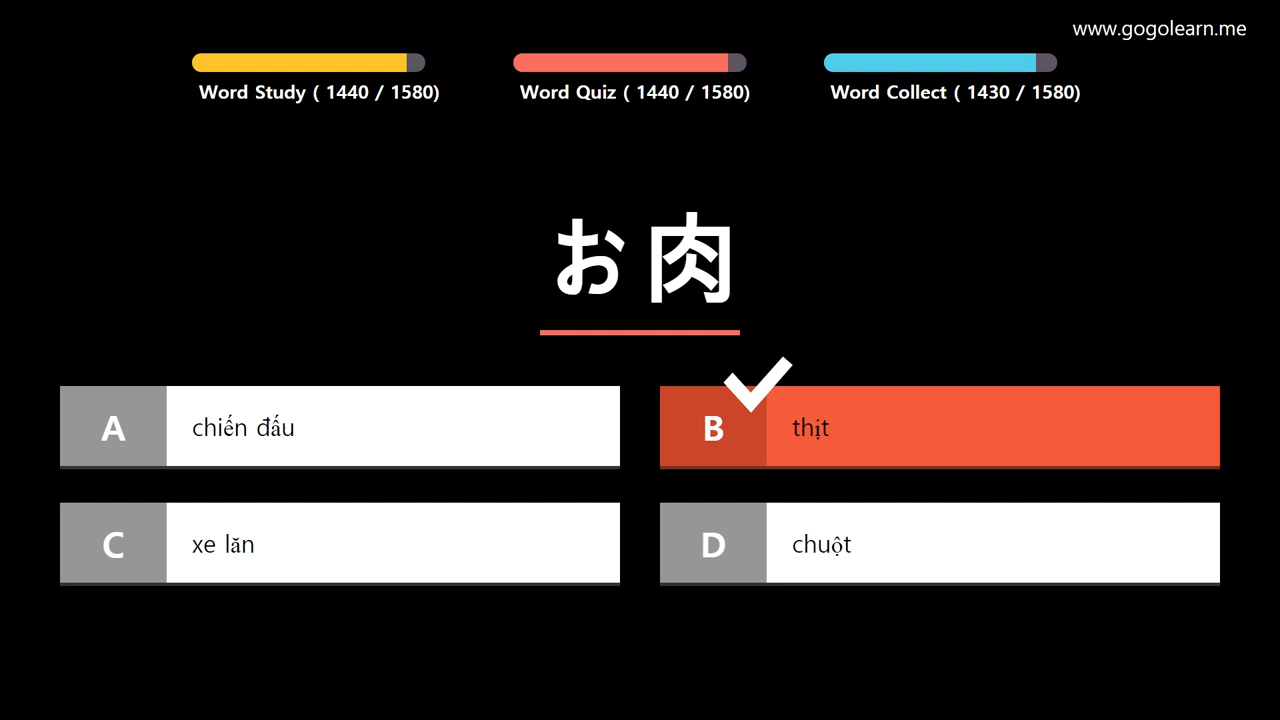 www.gogolearn.me
Word Study ( 1440 / 1580)
Word Quiz ( 1440 / 1580)
Word Collect ( 1430 / 1580)
お肉
A chiến đấu
B thịt
C xe lăn
D chuột